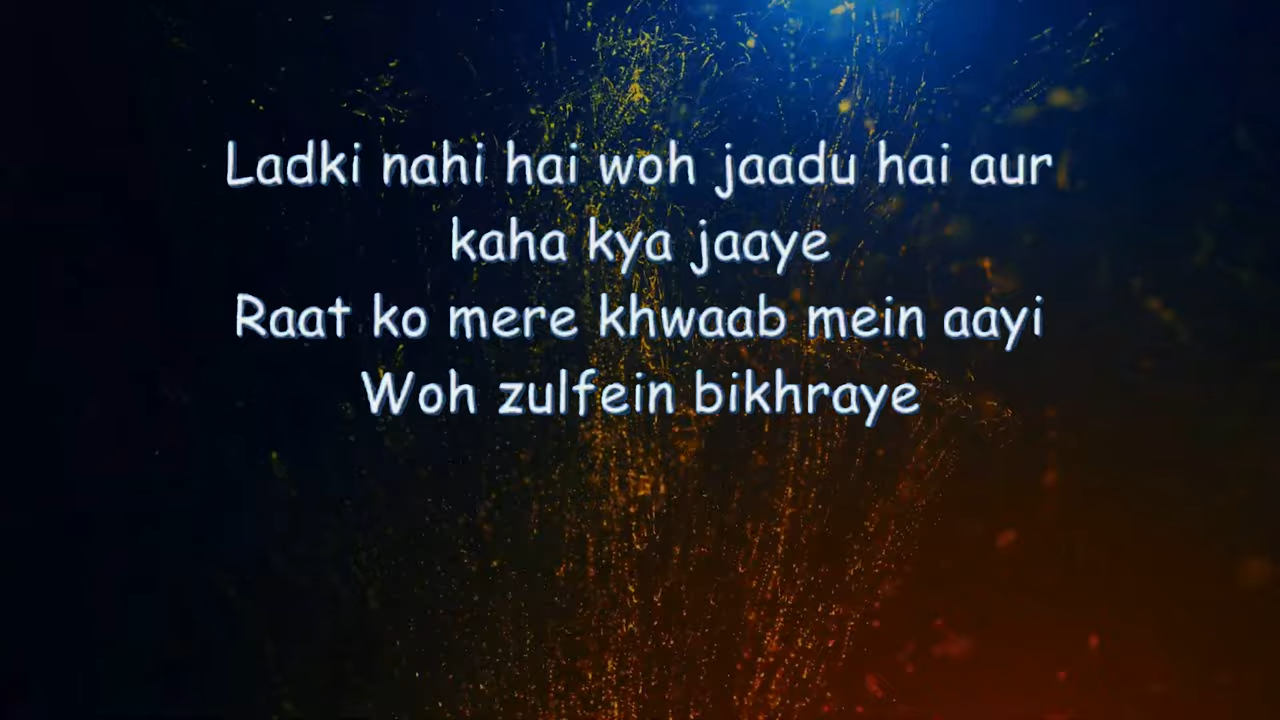 Ladki nahi hai woh jaadu hai aur
kaha kya jaaye
Raat ko mere khwaab mein aayi
Woh zulfein bikhraye